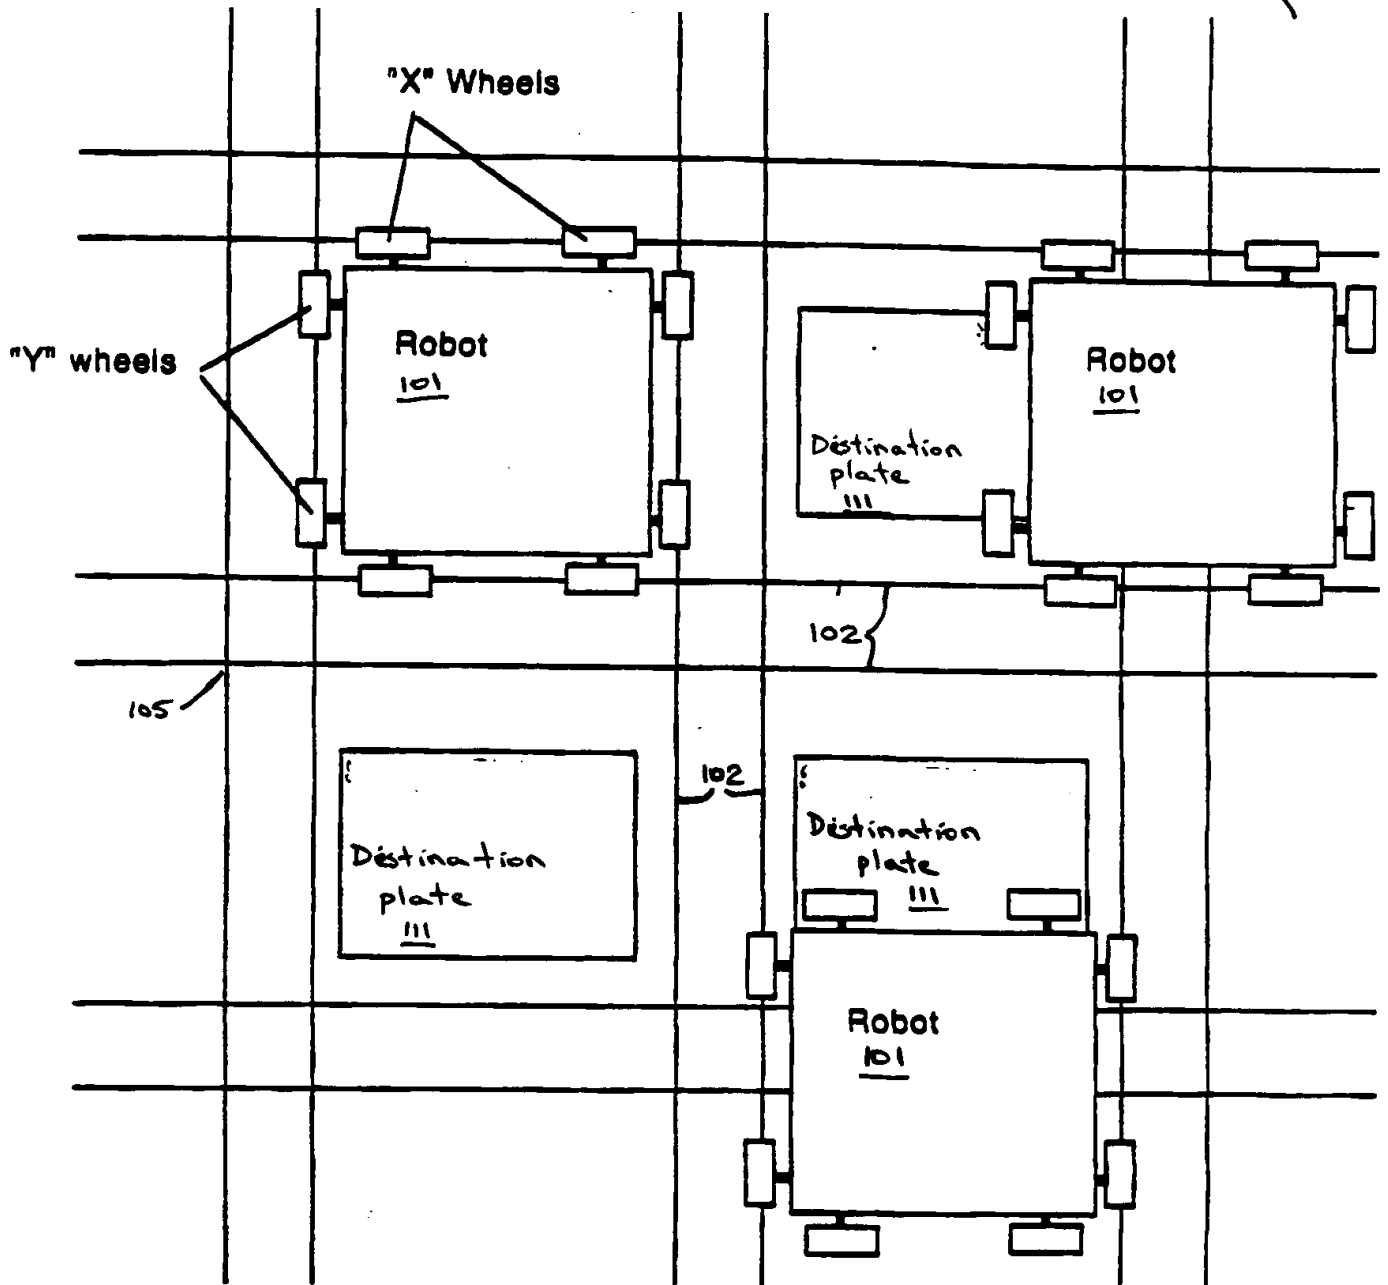 "X" Wheels
"Y" wheels
Robot
101
Robot
101
Destination
plate
111
102
105
102
Destination
plate
111
Destination
plate
111
Robot
101